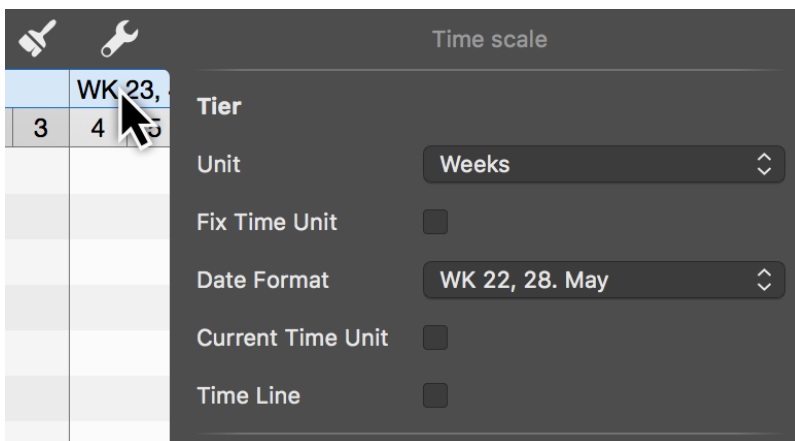 Time scale
WK 23,
3 4 5
Tier
Unit Weeks
Fix Time Unit
Date Format WK 22, 28. May
Current Time Unit
Time Line